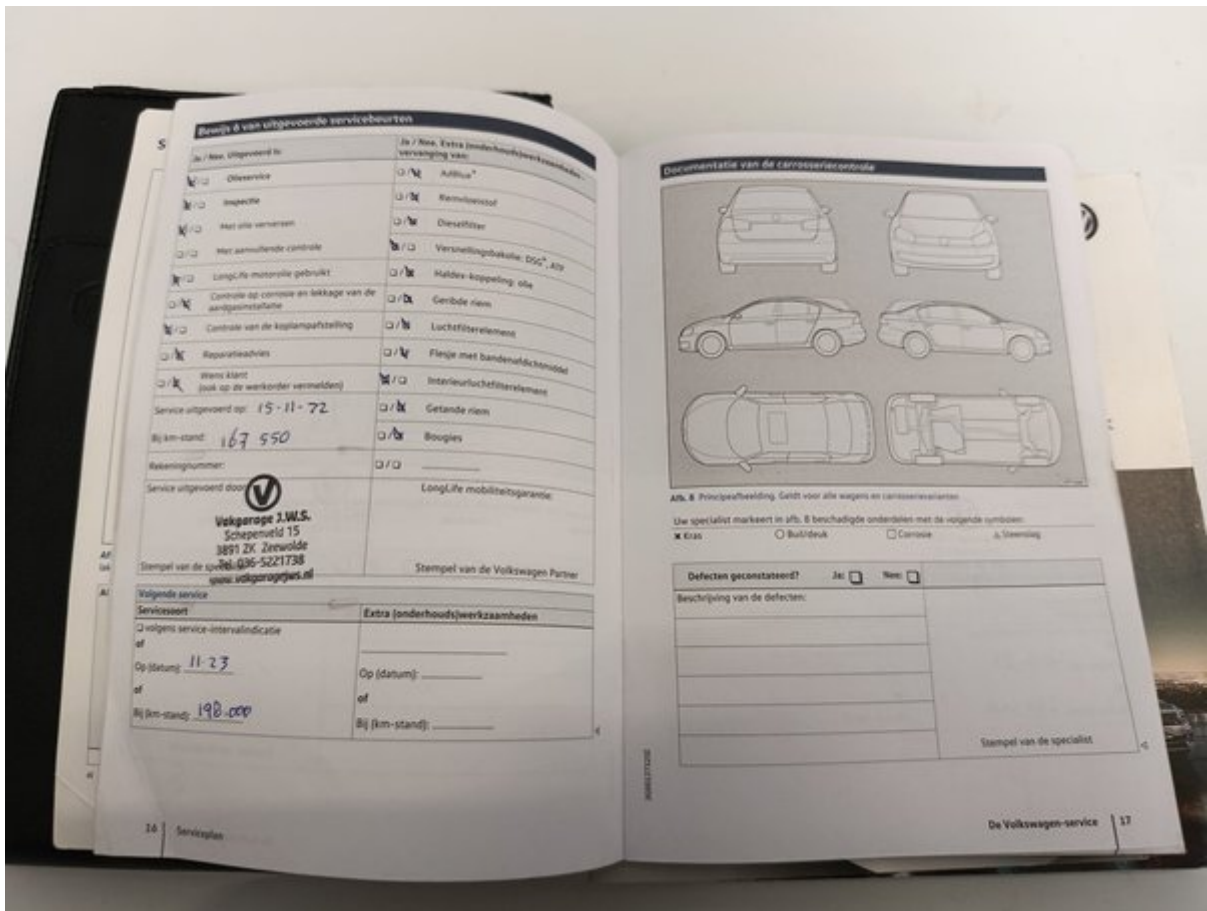 Bewijs 6 van uitgevoerde servicebeurten
Ja / Nee, Uitgevoerd is:
Ja / Nee, Extra (onderhouds)werkzaamheden - vervanging van:
Olieservice
Inspectie
Met olie verversen
Met aanvullende controle
LongLife motorolie gebruikt
Controle op corrosie en lekkage van de
aardgasinstallatie
Controle van de koplampafstelling
Reparatieadvies
Wens klant
(ook op de werkorder vermelden)
Service uitgevoerd op: 15-11-22
Bij km-stand: 167 550
Rekeningnummer:
Service uitgevoerd door
AdBlue®
Remvloeistof
Dieselfilter
Versnellingsbakolie: DSG®, ATF
Haldex-koppeling: olie
Geribde riem
Luchtfilterelement
Flesje met bandenafdichtmiddel
Interieurluchtfilterelement
Getande riem
Bougies
LongLife mobiliteitsgarantie
Vakgarage J.W.S.
Schepenveld 15
3891 ZK Zeewolde
Tel. 036-5221738
www.vakgaragejws.nl
Stempel van de
Stempel van de Volkswagen Partner
Volgende service
Servicesoort
Extra (onderhouds)werkzaamheden
volgens service-intervalindicatie
of
Op (datum): 11-23
of
Bij (km-stand): 198.000
Op (datum):
of
Bij (km-stand):
16 Serviceplan
Documentatie van de carrosseriecontrole
Afb. 8 Principeafbeelding. Geldt voor alle wagens en carrosserievarianten
Uw specialist markeert in afb. 8 beschadigde onderdelen met de volgende symbolen:
Kras Buil/deuk Corrosie Steenslag
Defecten geconstateerd? Ja: Nee:
Beschrijving van de defecten:
Stempel van de specialist
De Volkswagen-service 17